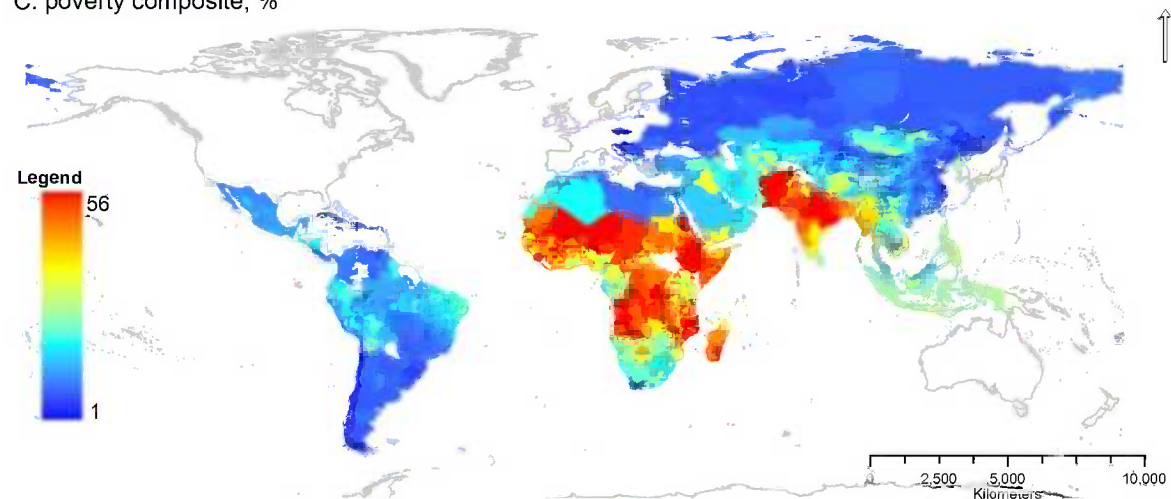 C. poverty composite, %
Legend
56
1
2,500 5,000 10,000
Kilometers